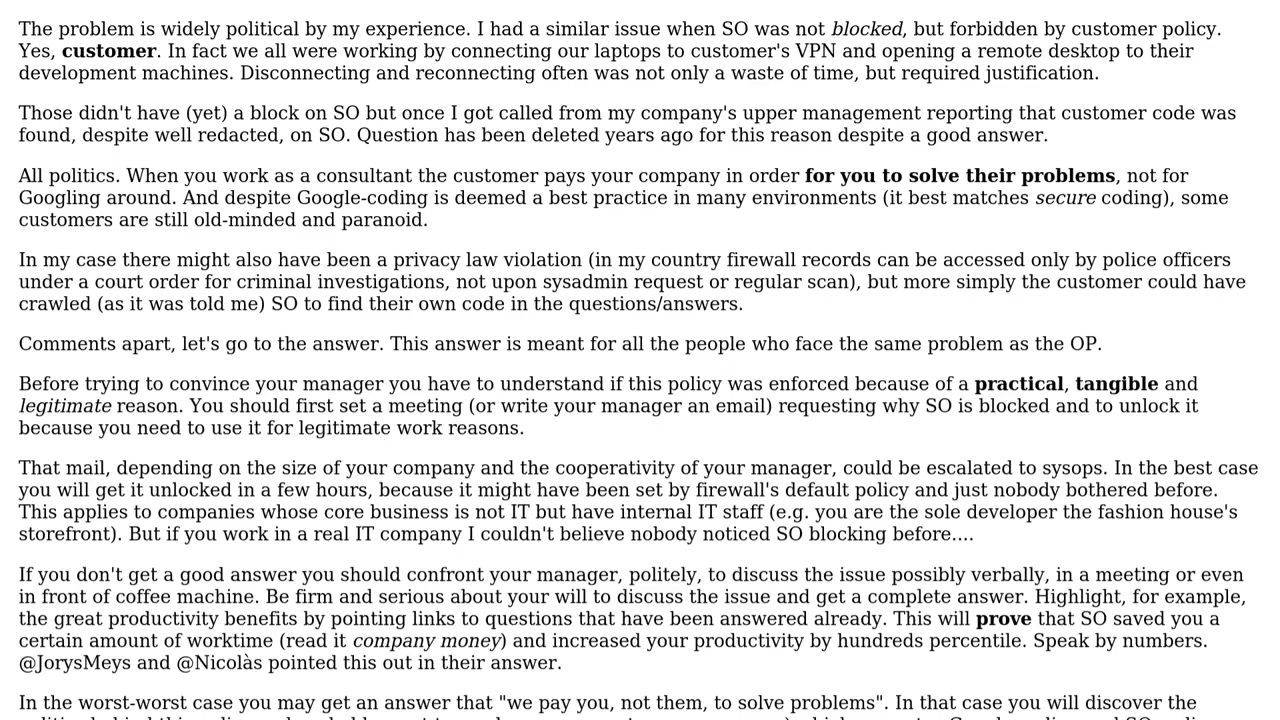 The problem is widely political by my experience. I had a similar issue when SO was not blocked, but forbidden by customer policy.
Yes, customer. In fact we all were working by connecting our laptops to customer's VPN and opening a remote desktop to their
development machines. Disconnecting and reconnecting often was not only a waste of time, but required justification.
Those didn't have (yet) a block on SO but once I got called from my company's upper management reporting that customer code was
found, despite well redacted, on SO. Question has been deleted years ago for this reason despite a good answer.
All politics. When you work as a consultant the customer pays your company in order for you to solve their problems, not for
Googling around. And despite Google-coding is deemed a best practice in many environments (it best matches secure coding), some
customers are still old-minded and paranoid.
In my case there might also have been a privacy law violation (in my country firewall records can be accessed only by police officers
under a court order for criminal investigations, not upon sysadmin request or regular scan), but more simply the customer could have
crawled (as it was told me) SO to find their own code in the questions/answers.
Comments apart, let's go to the answer. This answer is meant for all the people who face the same problem as the OP.
Before trying to convince your manager you have to understand if this policy was enforced because of a practical, tangible and
legitimate reason. You should first set a meeting (or write your manager an email) requesting why SO is blocked and to unlock it
because you need to use it for legitimate work reasons.
That mail, depending on the size of your company and the cooperativity of your manager, could be escalated to sysops. In the best case
you will get it unlocked in a few hours, because it might have been set by firewall's default policy and just nobody bothered before.
This applies to companies whose core business is not IT but have internal IT staff (e.g. you are the sole developer the fashion house's
storefront). But if you work in a real IT company I couldn't believe nobody noticed SO blocking before....
If you don't get a good answer you should confront your manager, politely, to discuss the issue possibly verbally, in a meeting or even
in front of coffee machine. Be firm and serious about your will to discuss the issue and get a complete answer. Highlight, for example,
the great productivity benefits by pointing links to questions that have been answered already. This will prove that SO saved you a
certain amount of worktime (read it company money) and increased your productivity by hundreds percentile. Speak by numbers.
@JorysMeys and @Nicolàs pointed this out in their answer.
In the worst-worst case you may get an answer that "we pay you, not them, to solve problems". In that case you will discover the